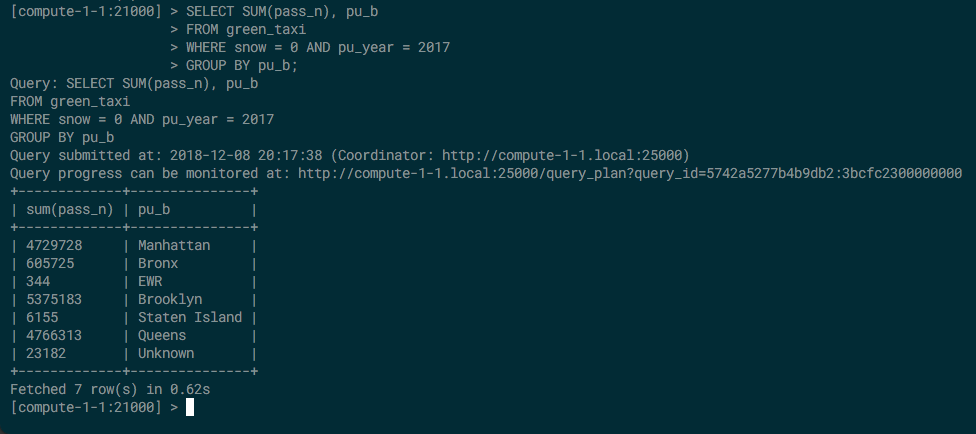 [compute-1-1:21000] > SELECT SUM(pass_n), pu_b
                    > FROM green_taxi
                    > WHERE snow = 0 AND pu_year = 2017
                    > GROUP BY pu_b;
Query: SELECT SUM(pass_n), pu_b
FROM green_taxi
WHERE snow = 0 AND pu_year = 2017
GROUP BY pu_b
Query submitted at: 2018-12-08 20:17:38 (Coordinator: http://compute-1-1.local:25000)
Query progress can be monitored at: http://compute-1-1.local:25000/query_plan?query_id=5742a5277b4b9db2:3bcfc2300000000
+-------------+---------------+
| sum(pass_n) | pu_b          |
+-------------+---------------+
| 4729728     | Manhattan     |
| 605725      | Bronx         |
| 344         | EWR           |
| 5375183     | Brooklyn      |
| 6155        | Staten Island |
| 4766313     | Queens        |
| 23182       | Unknown       |
+-------------+---------------+
Fetched 7 row(s) in 0.62s
[compute-1-1:21000] >